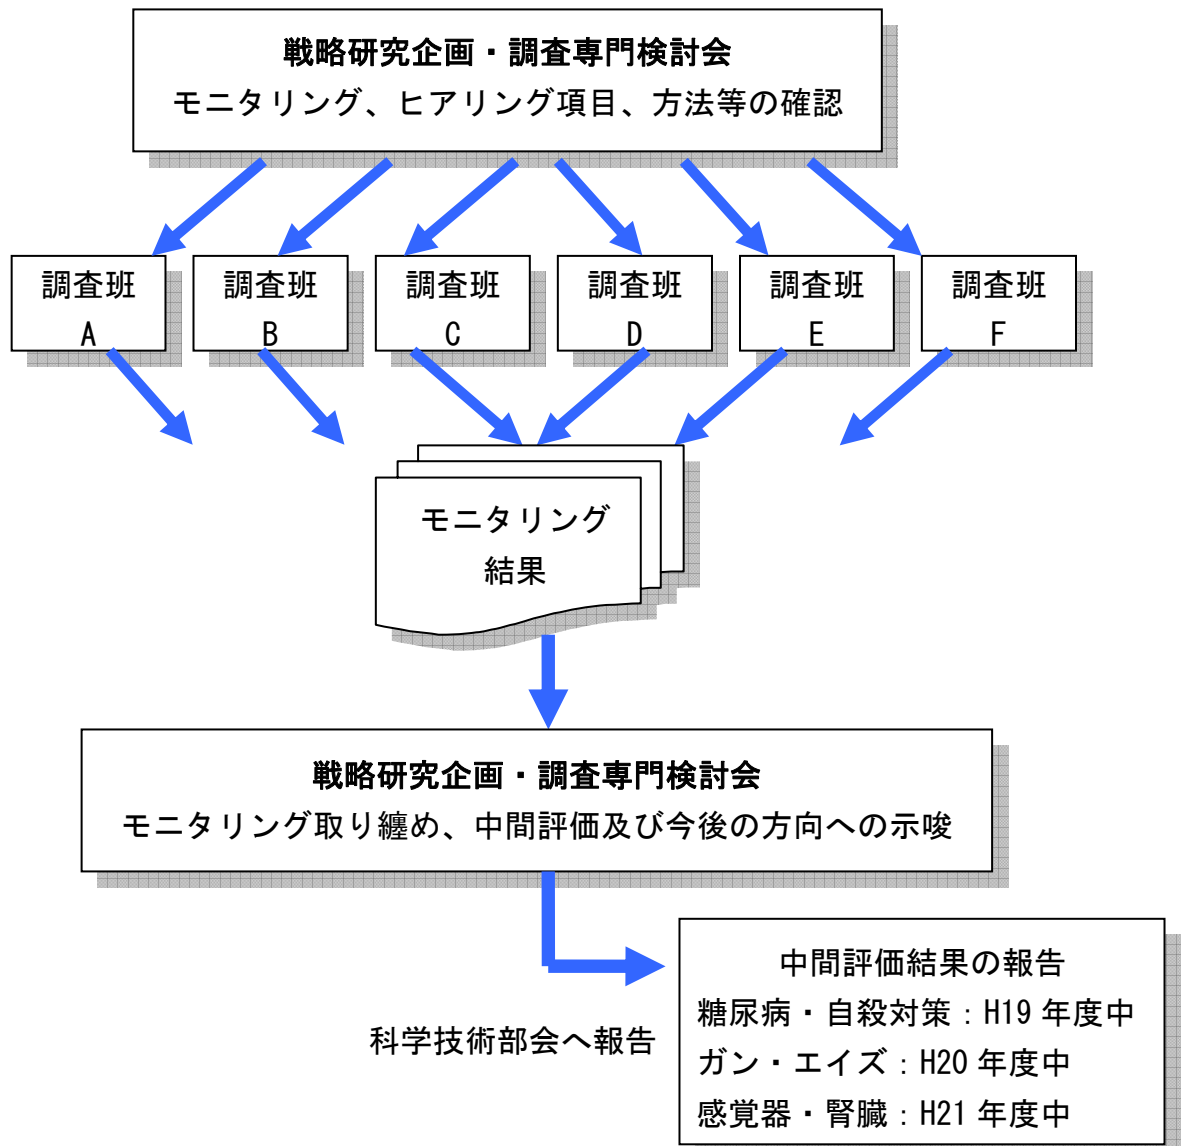 戦略研究企画・調査専門検討会
モニタリング、ヒアリング項目、方法等の確認
調査班
A
調査班
B
調査班
C
調査班
D
調査班
E
調査班
F
モニタリング
結果
戦略研究企画・調査専門検討会
モニタリング取り纏め、中間評価及び今後の方向への示唆
科学技術部会へ報告
中間評価結果の報告
糖尿病・自殺対策：H19 年度中
ガン・エイズ：H20 年度中
感覚器・腎臓：H21 年度中